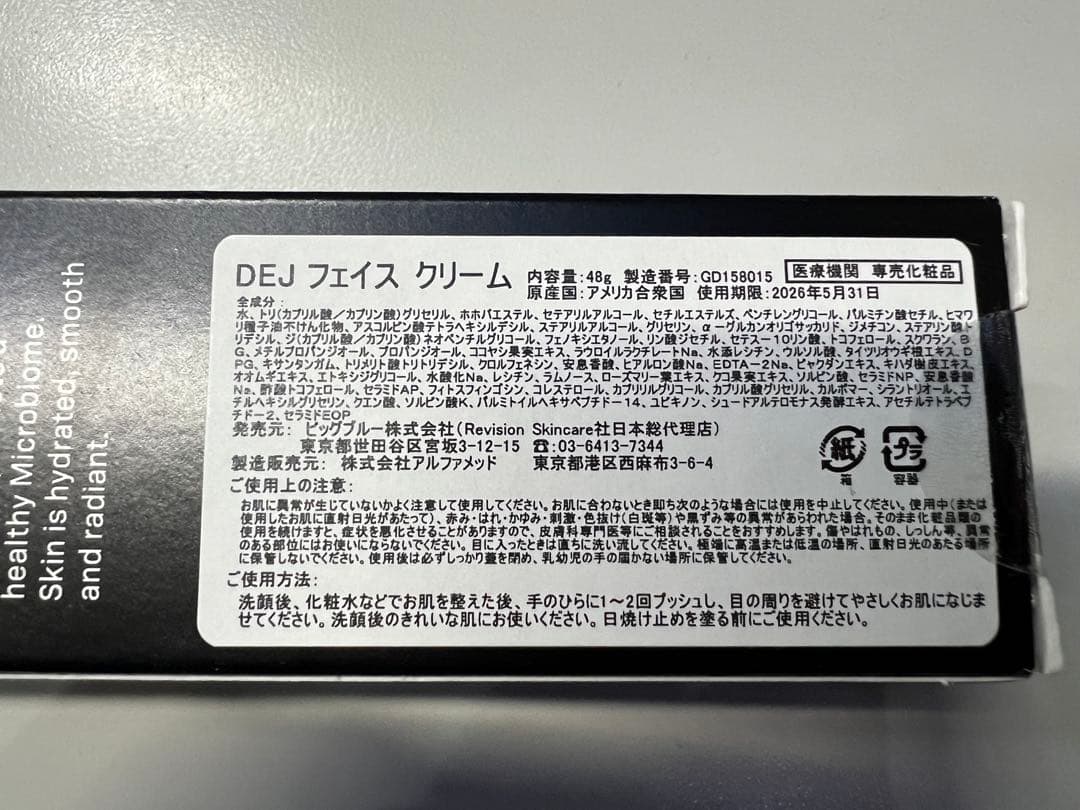 healthy Microbiome.
Skin is hydrated, smooth
and radiant.
DEJ フェイス クリーム 内容量:48g 製造番号:GD158015 医療機関 専売化粧品
原産国:アメリカ合衆国 使用期限:2026年5月31日
全成分:
水、トリ(カプリル酸/カプリン酸)グリセリル、ホホバエステル、セテアリルアルコール、セチルエステルズ、ペンチレングリコール、パルミチン酸セチル、ヒマワ
リ種子油不けん化物、アスコルビン酸テトラヘキシルデシル、ステアリルアルコール、グリセリン、α-グルカンオリゴサッカリド、ジメチコン、ステアリン酸ト
リデシル、ジ(カプリル酸/カプリン酸)ネオペンチルグリコール、フェノキシエタノール、リン酸ジセチル、セテス-10リン酸、トコフェロール、スクワラン、B
G、メチルプロパンジオール、プロパンジオール、ココヤシ果実エキス、ラウロイルラクチレートNa、水添レシチン、ウルソル酸、タイツリオウギ根エキス、D
PG、キサンタンガム、トリメリト酸トリトリデシル、クロルフェネシン、安息香酸、ヒアルロン酸Na、EDTA-2Na、ビャクダンエキス、キハダ樹皮エキス、
オオムギエキス、エトキシジグリコール、水酸化Na、レシチン、ラムノース、ローズマリー葉エキス、クコ果実エキス、ソルビン酸、セラミドNP、安息香酸
Na、酢酸トコフェロール、セラミドAP、フィトスフィンゴシン、コレステロール、カプリリルグリコール、カプリル酸グリセリル、カルボマー、シラントリオール、エ
チルヘキシルグリセリン、クエン酸、ソルビン酸K、パルミトイルヘキサペプチド-14、ユビキノン、シュードアルテロモナス発酵エキス、アセチルテトラペプ
チド-2、セラミドEOP
発売元: ビッグブルー株式会社(Revision Skincare社日本総代理店)
東京都世田谷区宮坂3-12-15 ☎:03-6413-7344
製造販売元: 株式会社アルファメッド 東京都港区西麻布3-6-4
紙 プラ
箱 容器
ご使用上の注意:
お肌に異常が生じていないかよく注意して使用してください。お肌に合わないとき即ち次のような場合には使用を中止してください。使用中(または
使用したお肌に直射日光があたって)、赤み・はれ・かゆみ・刺激・色抜け(白斑等)や黒ずみ等の異常があらわれた場合。そのまま化粧品類の
使用を続けますと、症状を悪化させることがありますので、皮膚科専門医等にご相談されることをおすすめします。傷やはれもの、しっしん等、異常
のある部位にはお使いにならないでください。目に入ったときは直ちに洗い流してください。極端に高温または低温の場所、直射日光のあたる場所
に保管しないでください。使用後は必ずしっかり蓋を閉め、乳幼児の手の届かない場所に保管してください。
ご使用方法:
洗顔後、化粧水などでお肌を整えた後、手のひらに1〜2回プッシュし、目の周りを避けてやさしくお肌になじま
せてください。洗顔後のきれいな肌にお使いください。日焼け止めを塗る前にご使用ください。